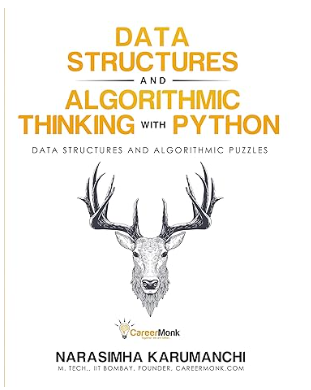 DATA
STRUCTURES
AND
ALGORITHMIC
THINKING WITH PYTHON
DATA STRUCTURES AND ALGORITHMIC PUZZLES
CareerMonk
NARASIMHA KARUMANCHI
M. TECH., IIT BOMBAY, FOUNDER, CAREERMONK.COM